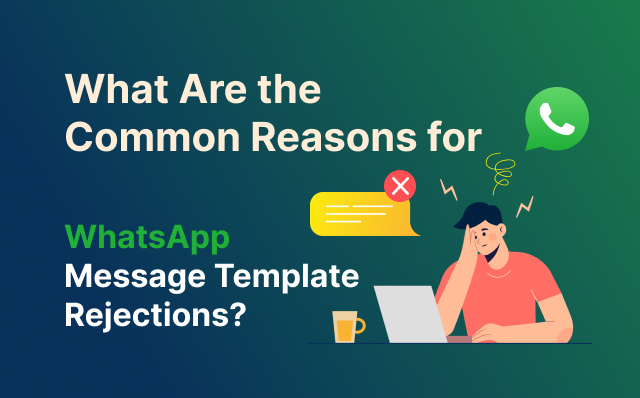 What Are the
Common Reasons for
WhatsApp
Message Template
Rejections?